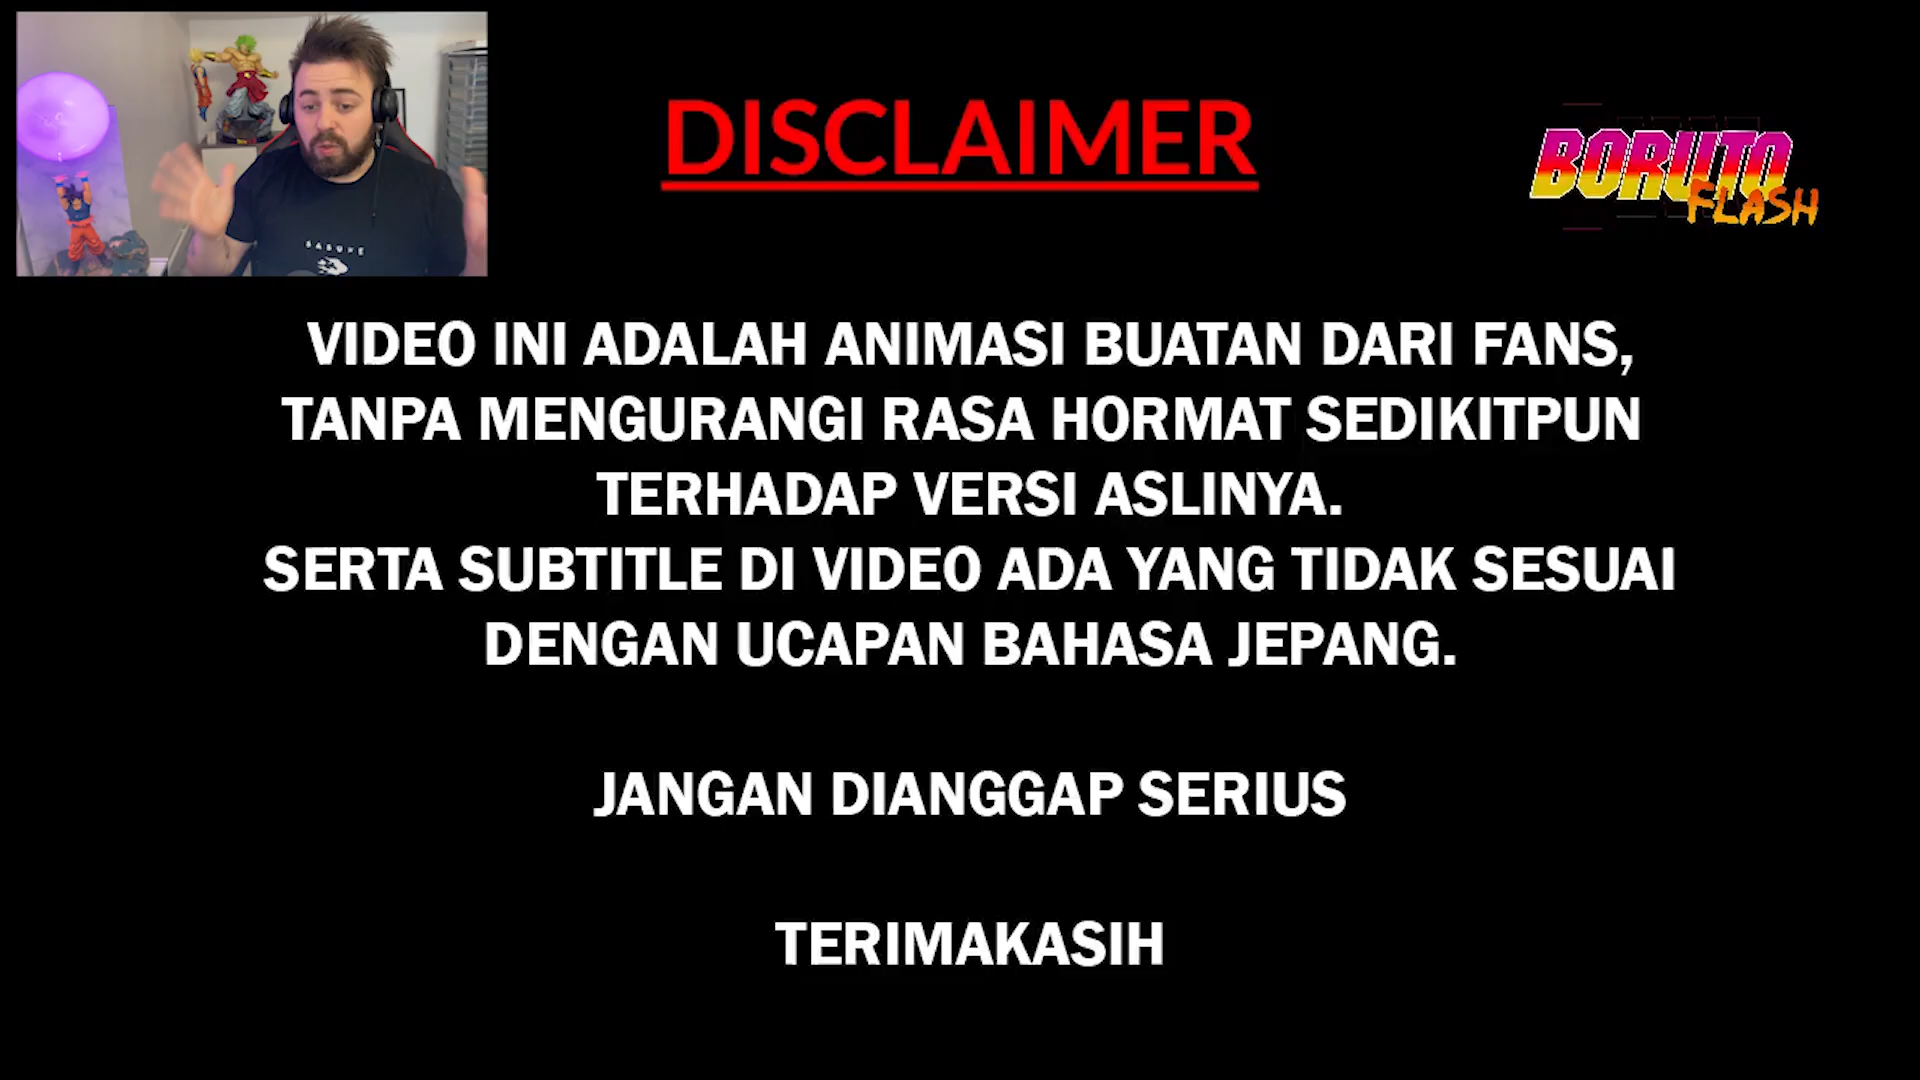 DISCLAIMER
BORUTO
FLASH
SASUKE
VIDEO INI ADALAH ANIMASI BUATAN DARI FANS,
TANPA MENGURANGI RASA HORMAT SEDIKITPUN
TERHADAP VERSI ASLINYA.
SERTA SUBTITLE DI VIDEO ADA YANG TIDAK SESUAI
DENGAN UCAPAN BAHASA JEPANG.
JANGAN DIANGGAP SERIUS
TERIMAKASIH